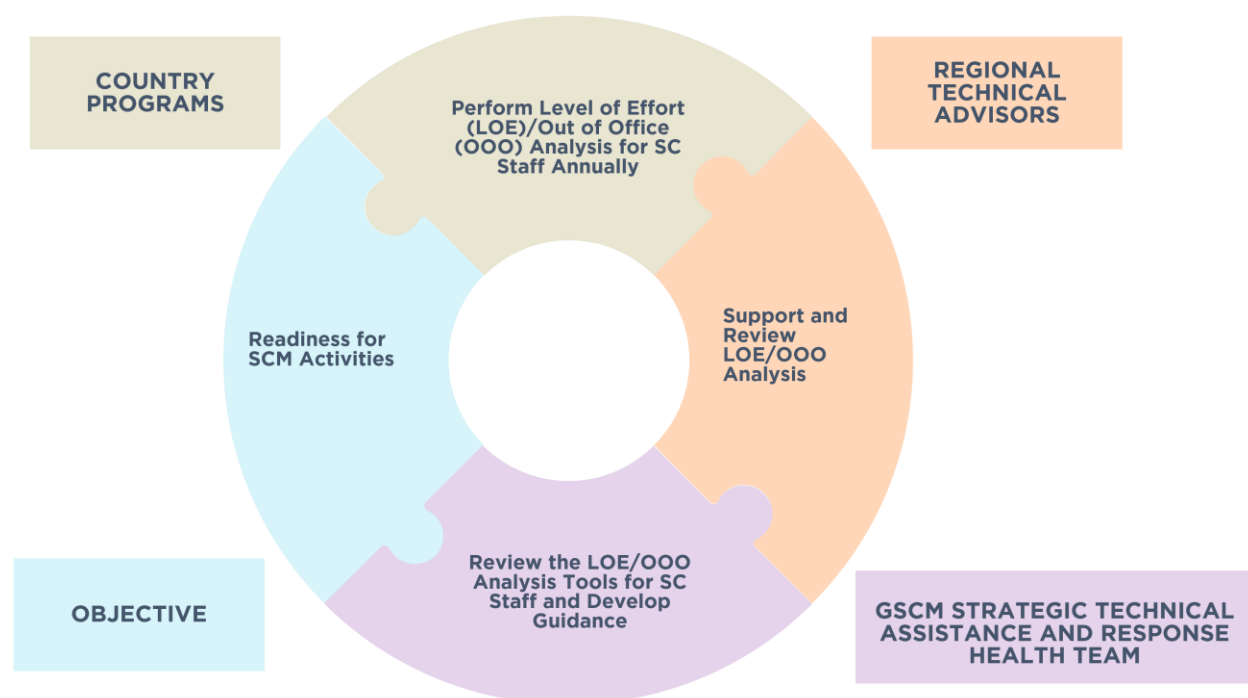 COUNTRY
PROGRAMS
REGIONAL
TECHNICAL
ADVISORS
Perform Level of Effort
(LOE)/Out of Office
(OOO) Analysis for SC
Staff Annually
Readiness for
SCM Activities
Support and
Review
LOE/OOO
Analysis
Review the LOE/OOO
Analysis Tools for SC
Staff and Develop
Guidance
OBJECTIVE
GSCM STRATEGIC TECHNICAL
ASSISTANCE AND RESPONSE
HEALTH TEAM